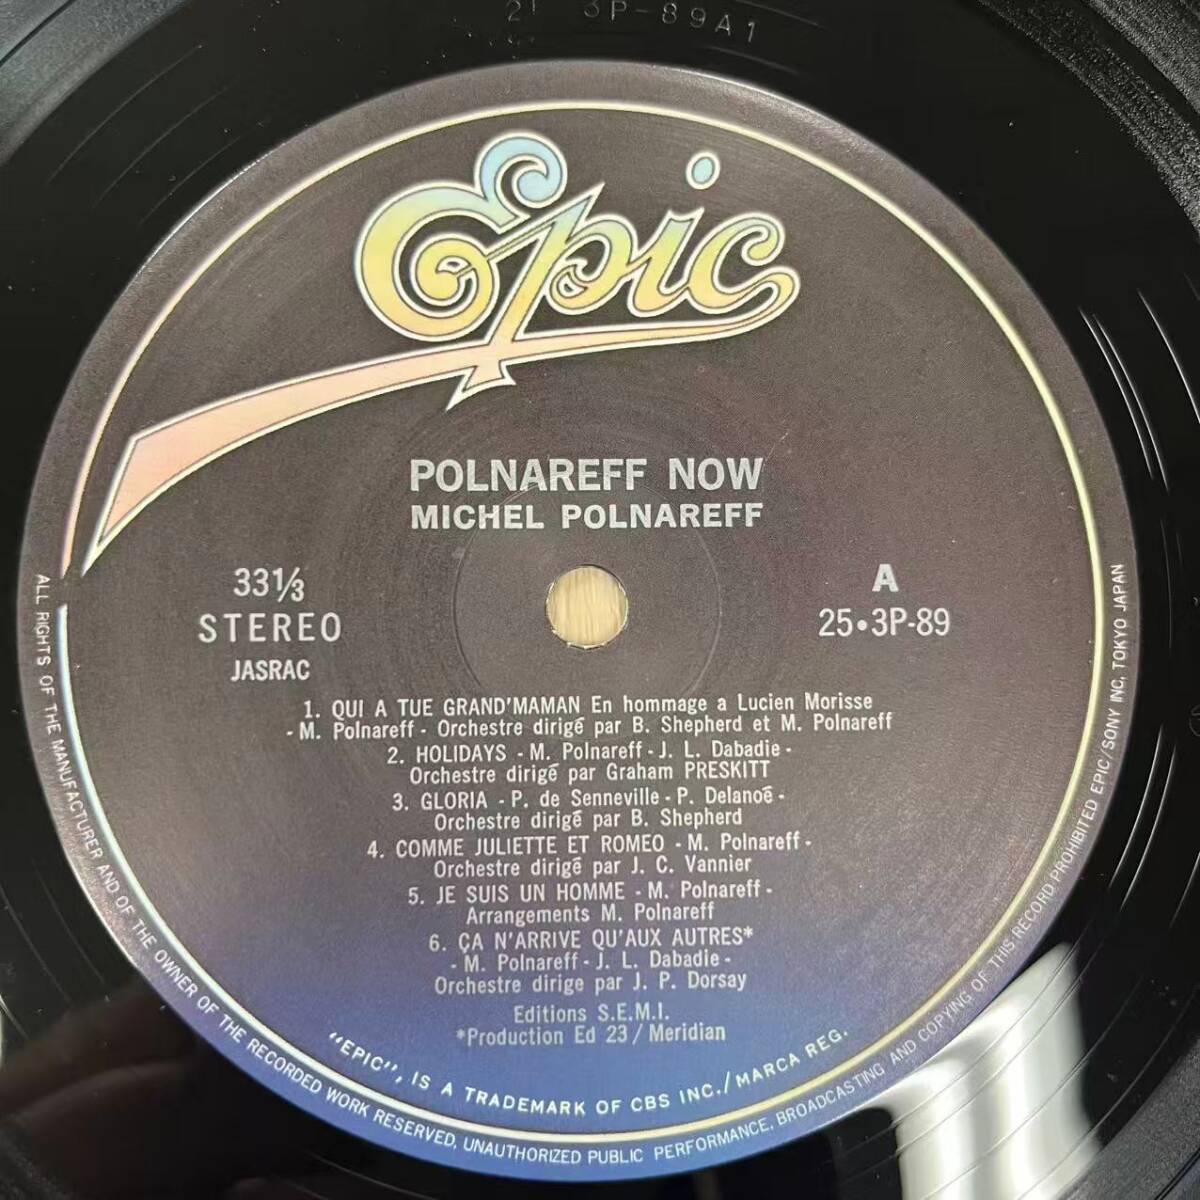 21 3P-89A1
Epic
POLNAREFF NOW
MICHEL POLNAREFF
33 1/3
STEREO
JASRAC
A
25•3P-89
1. QUI A TUE GRAND'MAMAN En hommage a Lucien Morisse
- M. Polnareff - Orchestre dirigé par B. Shepherd et M. Polnareff
2. HOLIDAYS - M. Polnareff - J. L. Dabadie -
Orchestre dirigé par Graham PRESKITT
3. GLORIA - P. de Senneville - P. Delanoë -
Orchestre dirigé par B. Shepherd
4. COMME JULIETTE ET ROMEO - M. Polnareff -
Orchestre dirigé par J. C. Vannier
5. JE SUIS UN HOMME - M. Polnareff -
Arrangements M. Polnareff
6. ÇA N'ARRIVE QU'AUX AUTRES*
- M. Polnareff - J. L. Dabadie -
Orchestre dirige par J. P. Dorsay
Editions S.E.M.I.
*Production Ed 23 / Meridian
"EPIC", IS A TRADEMARK OF CBS INC./MARCA REG.
ALL RIGHTS OF THE MANUFACTURER AND OF THE OWNER OF THE RECORDED WORK RESERVED, UNAUTHORIZED PUBLIC PERFORMANCE, BROADCASTING AND COPYING OF THIS RECORD PROHIBITED EPIC/SONY INC, TOKYO JAPAN